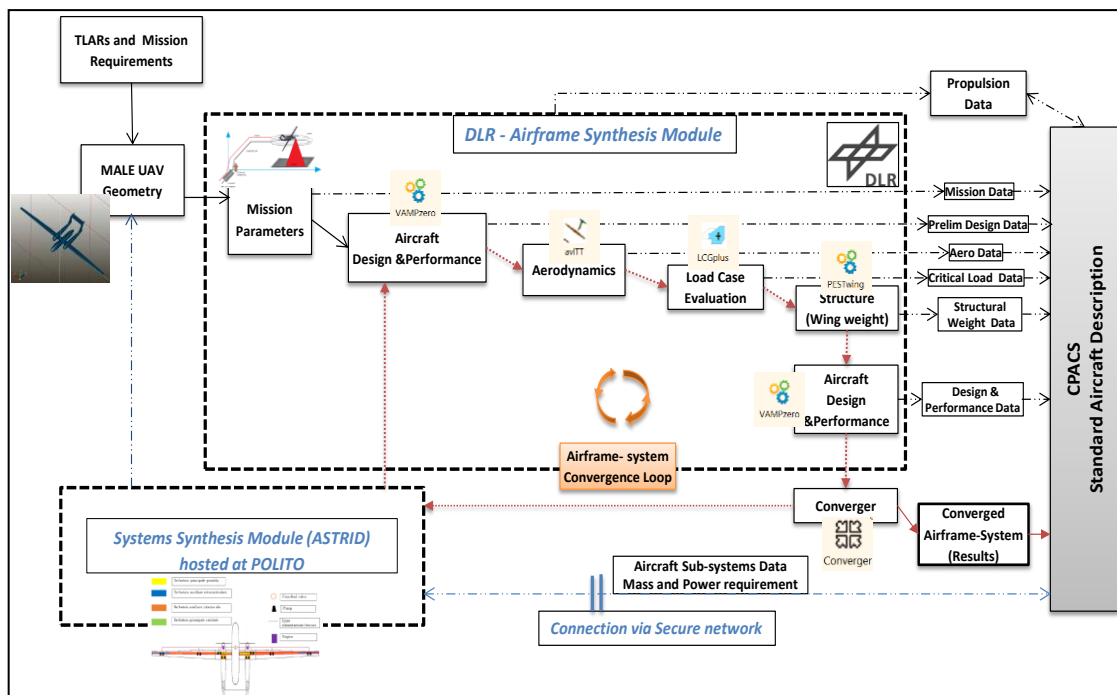 TLARs and Mission
Requirements
Propulsion
Data
DLR - Airframe Synthesis Module
DLR
MALE UAV
Geometry
Mission
Parameters
VAMPzero
Aircraft
Design &Performance
avITT
Aerodynamics
LCGplus
Load Case
Evaluation
PESTwing
Structure
(Wing weight)
Mission Data
Prelim Design Data
Aero Data
Critical Load Data
Structural
Weight Data
VAMPzero
Aircraft
Design
&Performance
Design &
Performance Data
CPACS
Standard Aircraft Description
Airframe- system
Convergence Loop
Converger
Converger
Converged
Airframe-System
(Results)
Systems Synthesis Module (ASTRID)
hosted at POLITO
Aircraft Sub-systems Data
Mass and Power requirement
Connection via Secure network